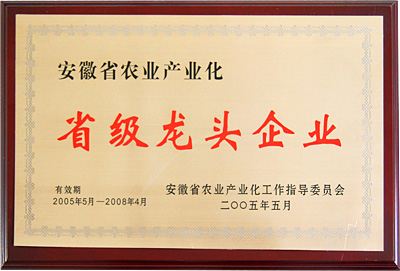 安徽省农业产业化
省级龙头企业
有效期
2005年5月—2008年4月
安徽省农业产业化工作指导委员会
二〇〇五年五月